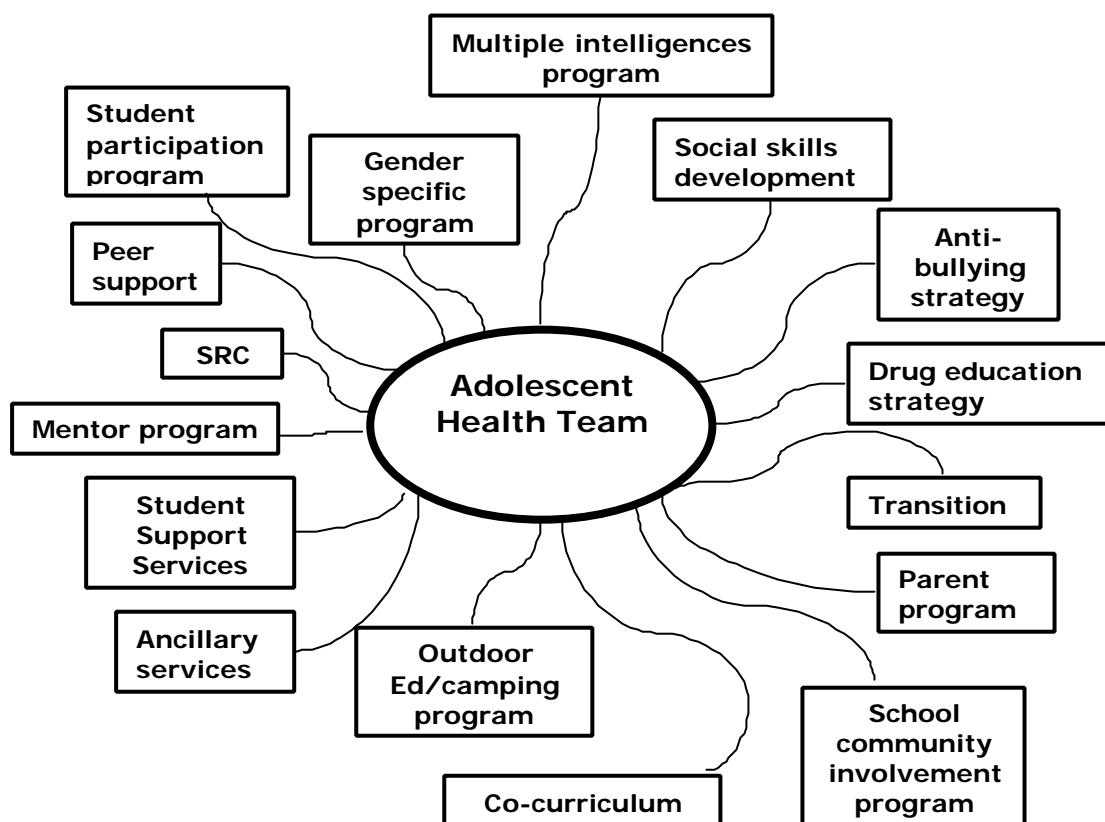 Multiple intelligences
program
Student
participation
program
Gender
specific
program
Social skills
development
Peer
support
Anti-
bullying
strategy
SRC
Adolescent
Health Team
Drug education
strategy
Mentor program
Student
Support
Services
Transition
Parent
program
Ancillary
services
Outdoor
Ed/camping
program
School
community
involvement
program
Co-curriculum